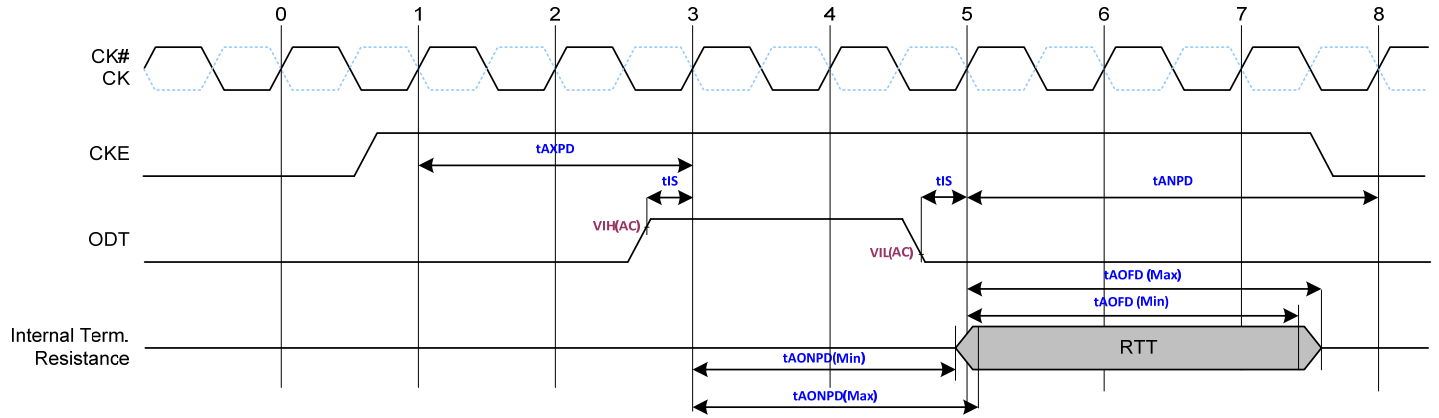 0 1 2 3 4 5 6 7 8
CK#
CK
CKE
tAXPD
tIS
tIS
tANPD
VIH(AC)
ODT
VIL(AC)
tAOFD (Max)
tAOFD (Min)
Internal Term.
Resistance
RTT
tAONPD(Min)
tAONPD(Max)